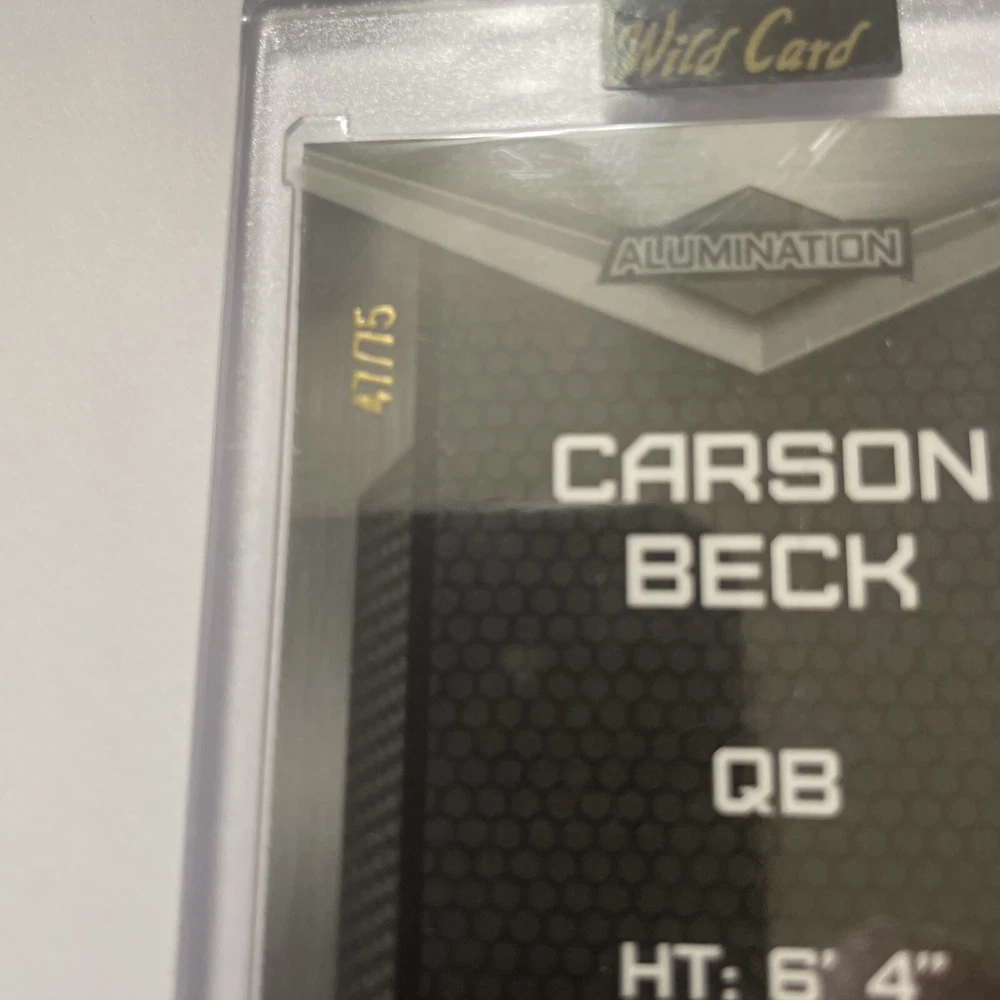 Wild Card
ALUMINATION
47/75
CARSON
BECK
QB
HT: 6' 4"